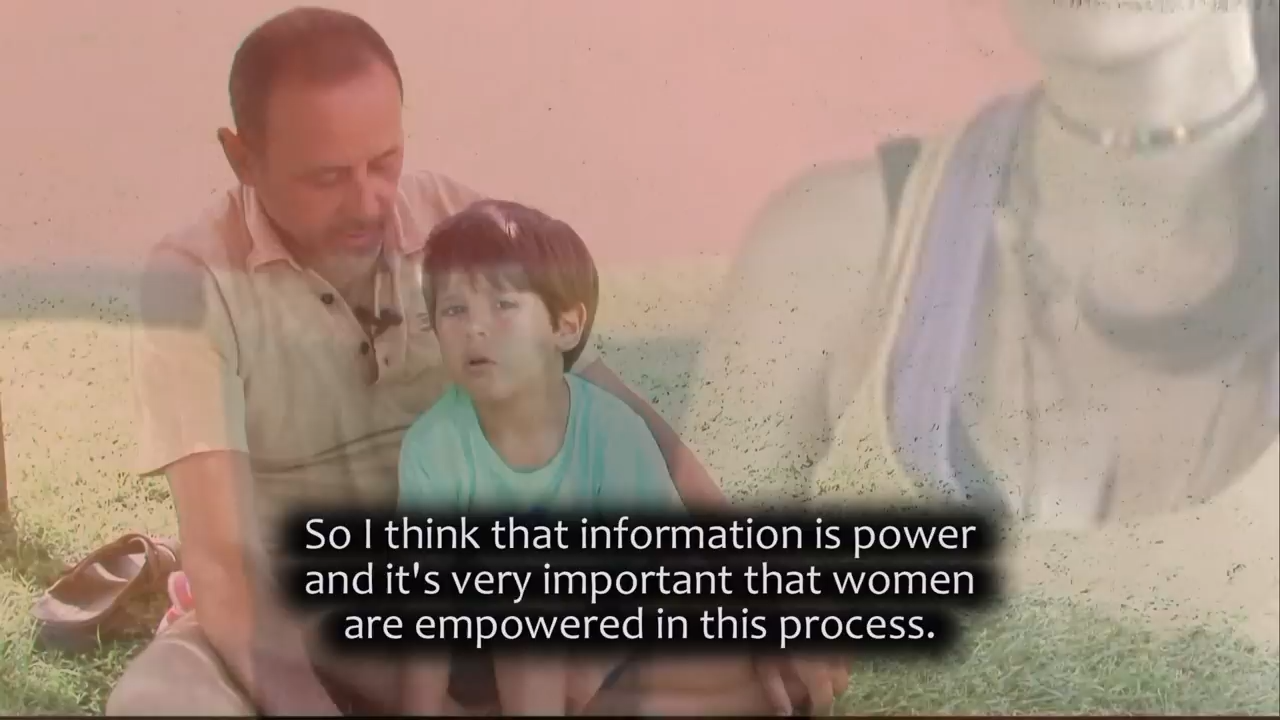 So I think that information is power
and it's very important that women
are empowered in this process.